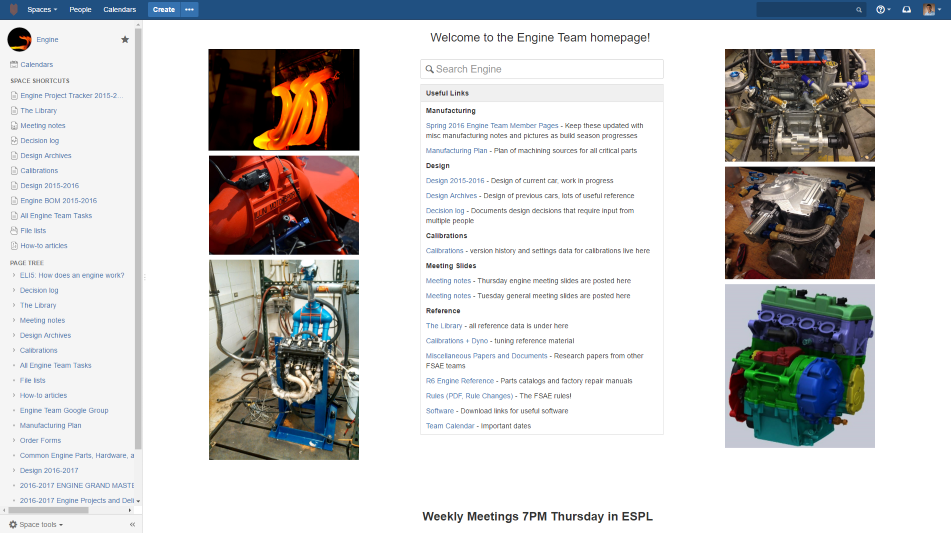 Spaces People Calendars Create •••
Engine
Calendars
SPACE SHORTCUTS
Engine Project Tracker 2015-2...
The Library
Meeting notes
Decision log
Design Archives
Calibrations
Design 2015-2016
Engine BOM 2015-2016
All Engine Team Tasks
File lists
How-to articles
PAGE TREE
ELI5: How does an engine work?
Decision log
The Library
Meeting notes
Design Archives
Calibrations
All Engine Team Tasks
File lists
How-to articles
Engine Team Google Group
Manufacturing Plan
Order Forms
Common Engine Parts, Hardware, a
Design 2016-2017
2016-2017 ENGINE GRAND MASTE
2016-2017 Engine Projects and Deli
Space tools
Welcome to the Engine Team homepage!
Search Engine
Useful Links
Manufacturing
Spring 2016 Engine Team Member Pages - Keep these updated with
misc manufacturing notes and pictures as build season progresses
Manufacturing Plan - Plan of machining sources for all critical parts
Design
Design 2015-2016 - Design of current car, work in progress
Design Archives - Design of previous cars, lots of useful reference
Decision log - Documents design decisions that require input from
multiple people
Calibrations
Calibrations - version history and settings data for calibrations live here
Meeting Slides
Meeting notes - Thursday engine meeting slides are posted here
Meeting notes - Tuesday general meeting slides are posted here
Reference
The Library - all reference data is under here
Calibrations + Dyno - tuning reference material
Miscellaneous Papers and Documents - Research papers from other
FSAE teams
R6 Engine Reference - Parts catalogs and factory repair manuals
Rules (PDF, Rule Changes) - The FSAE rules!
Software - Download links for useful software
Team Calendar - Important dates
Weekly Meetings 7PM Thursday in ESPL